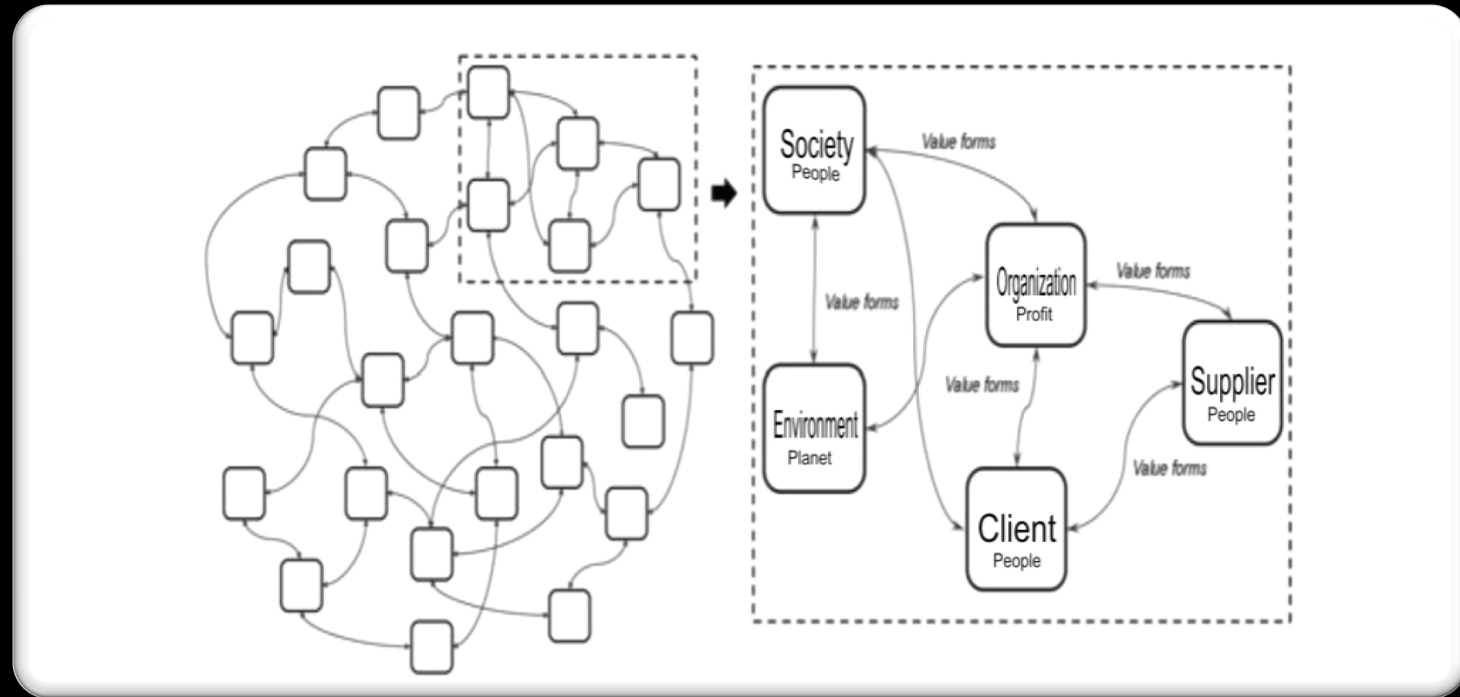 Society
People
Value forms
Organization
Profit
Value forms
Value forms
Supplier
People
Environment
Planet
Value forms
Value forms
Client
People